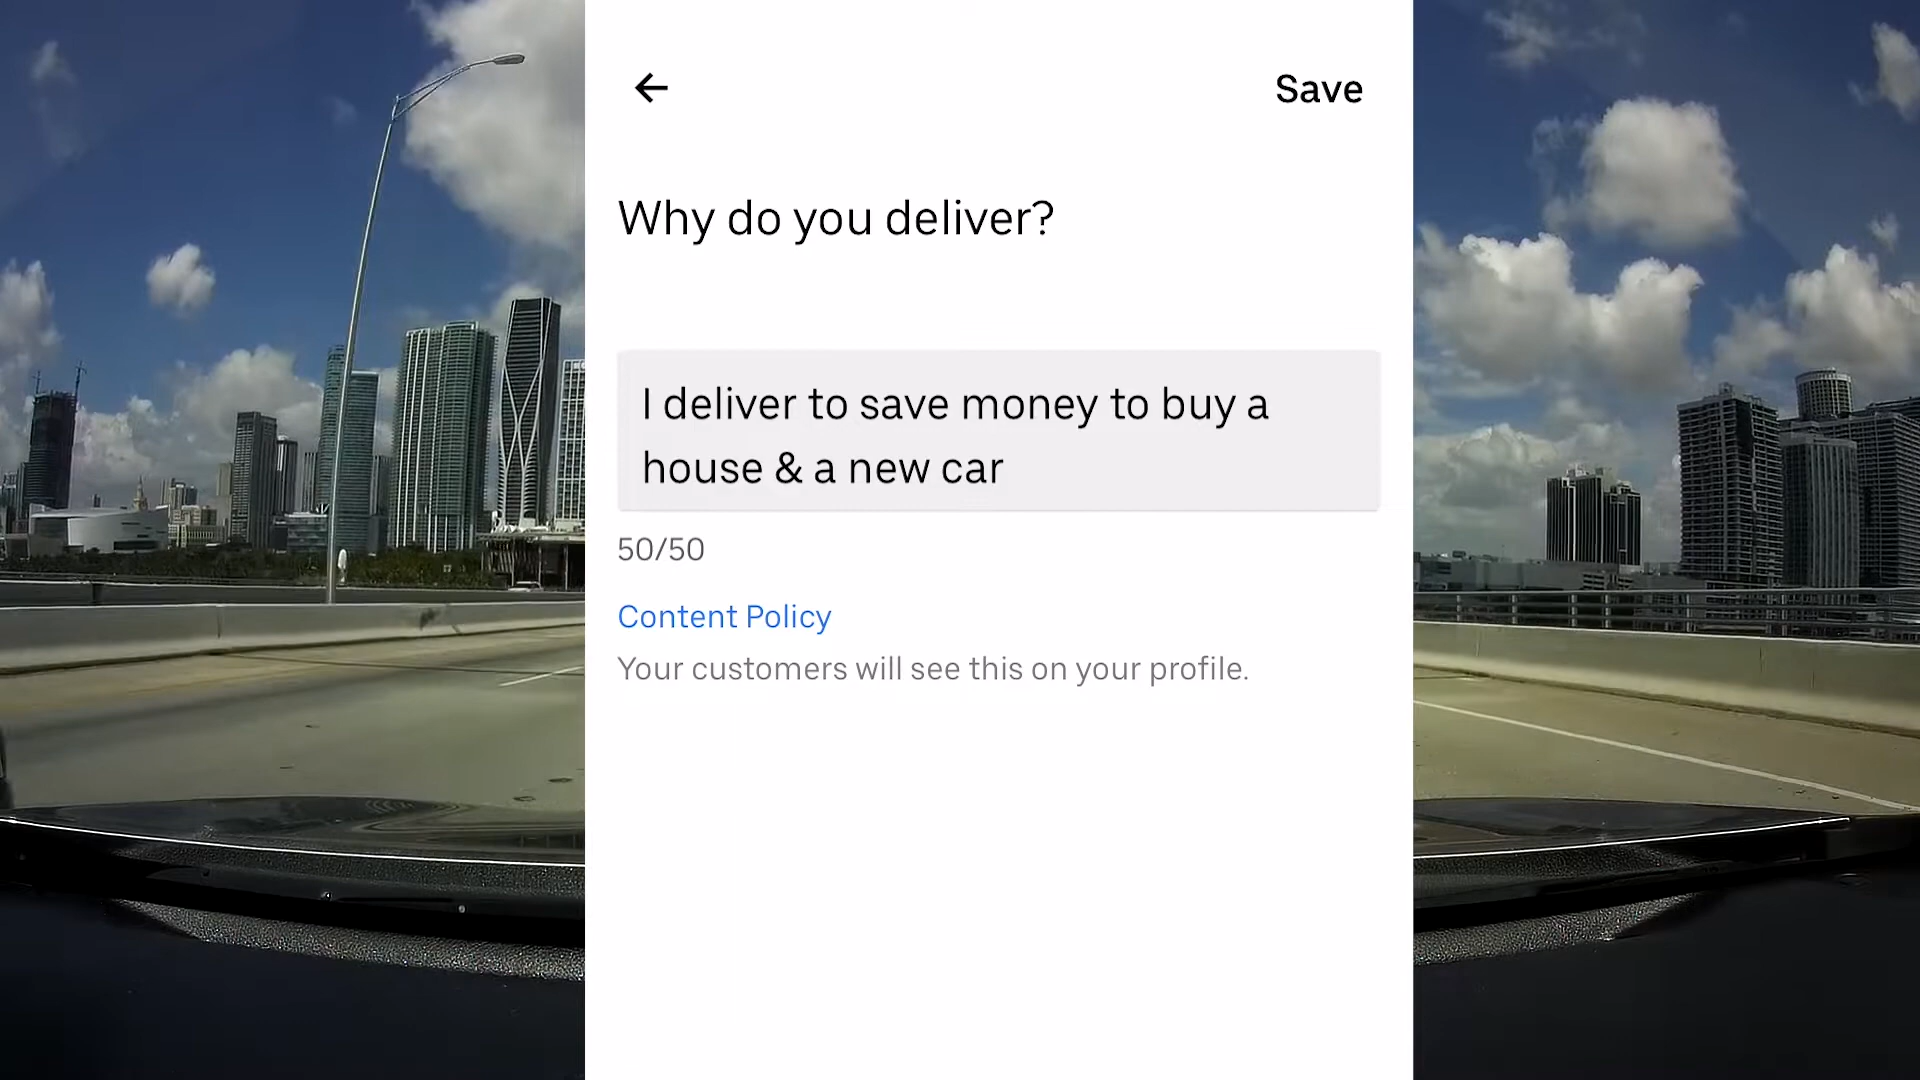 Save
Why do you deliver?
I deliver to save money to buy a
house & a new car
50/50
Content Policy
Your customers will see this on your profile.